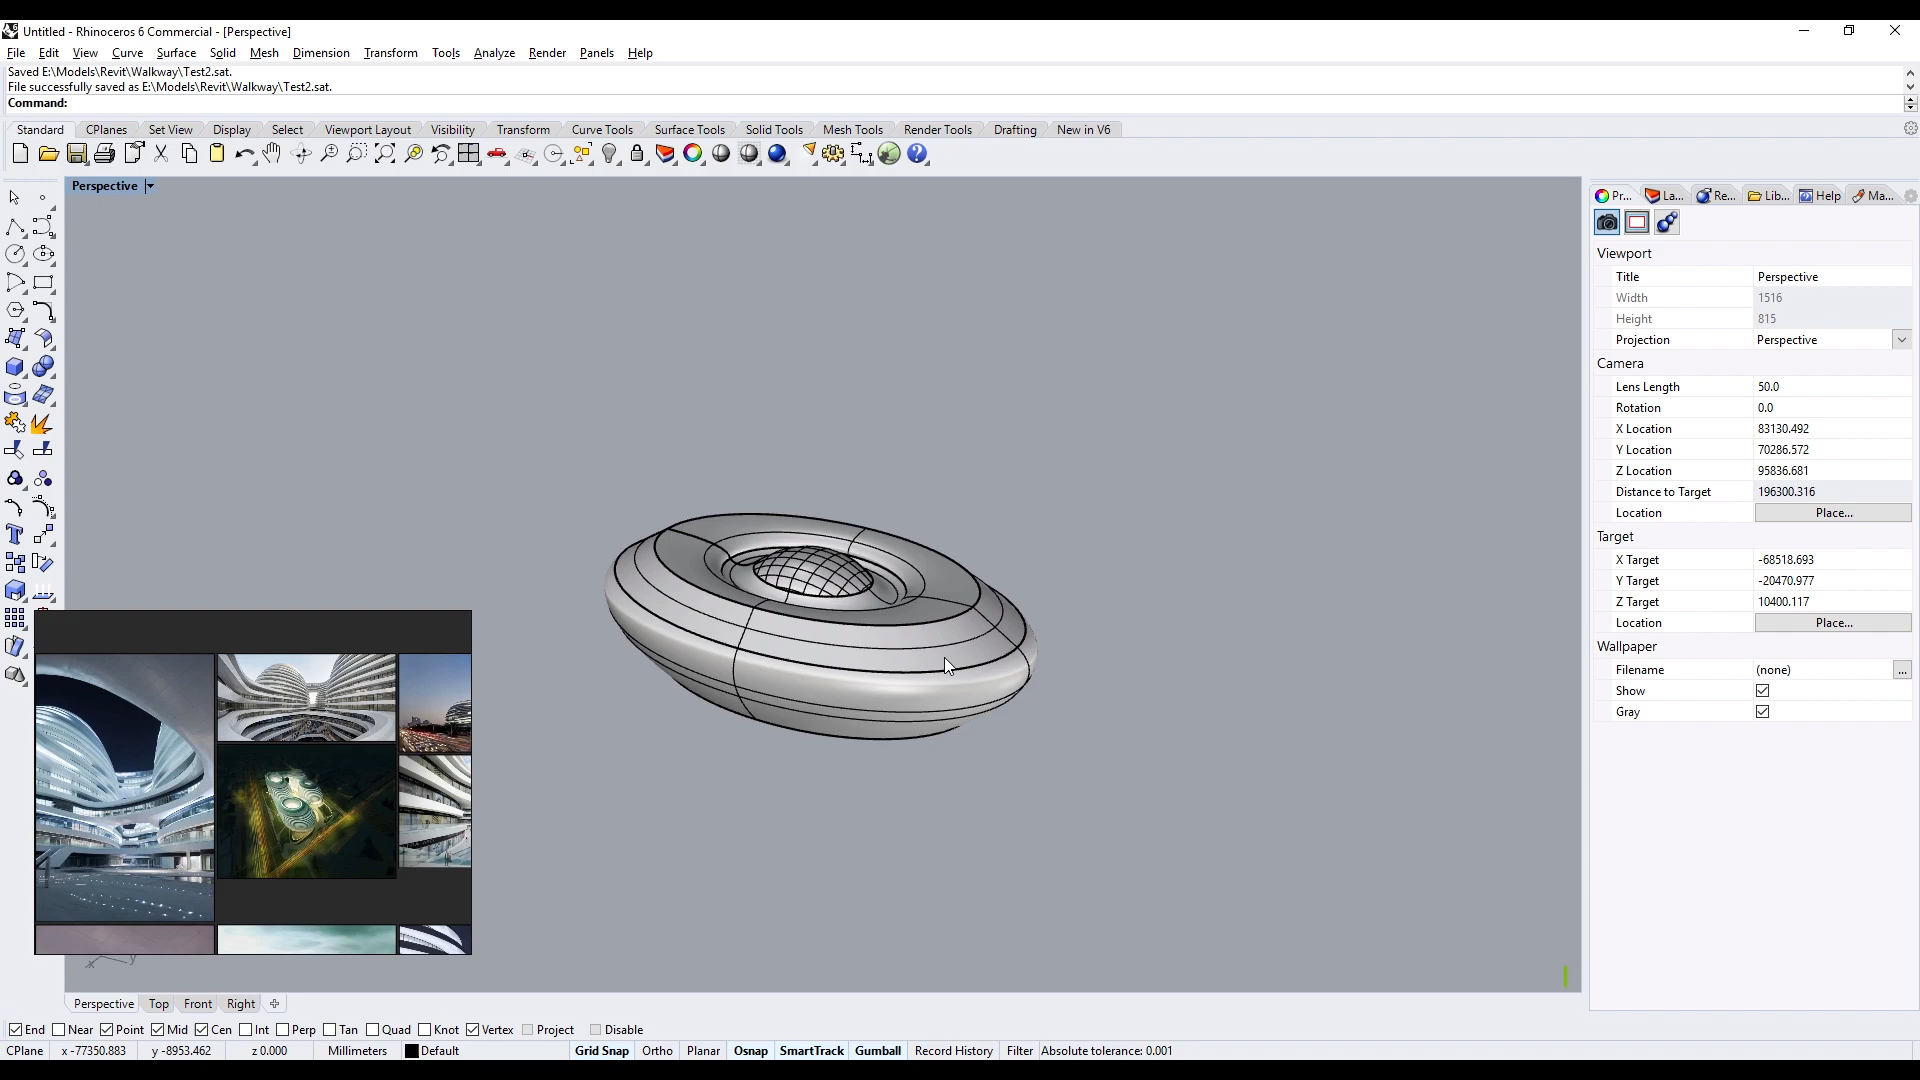 Untitled - Rhinoceros 6 Commercial - [Perspective]
File Edit View Curve Surface Solid Mesh Dimension Transform Tools Analyze Render Panels Help
Saved E:\Models\Revit\Walkway\Test2.sat.
File successfully saved as E:\Models\Revit\Walkway\Test2.sat.
Command:
Standard CPlanes Set View Display Select Viewport Layout Visibility Transform Curve Tools Surface Tools Solid Tools Mesh Tools Render Tools Drafting New in V6
Perspective
Pr... La... Re... Lib... Help Ma...
Viewport
Title Perspective
Width 1516
Height 815
Projection Perspective
Camera
Lens Length 50.0
Rotation 0.0
X Location 83130.492
Y Location 70286.572
Z Location 95836.681
Distance to Target 196300.316
Location Place...
Target
X Target -68518.693
Y Target -20470.977
Z Target 10400.117
Location Place...
Wallpaper
Filename (none) ...
Show
Gray
x y
Perspective Top Front Right
End Near Point Mid Cen Int Perp Tan Quad Knot Vertex Project Disable
CPlane x -77350.883 y -8953.462 z 0.000 Millimeters Default Grid Snap Ortho Planar Osnap SmartTrack Gumball Record History Filter Absolute tolerance: 0.001